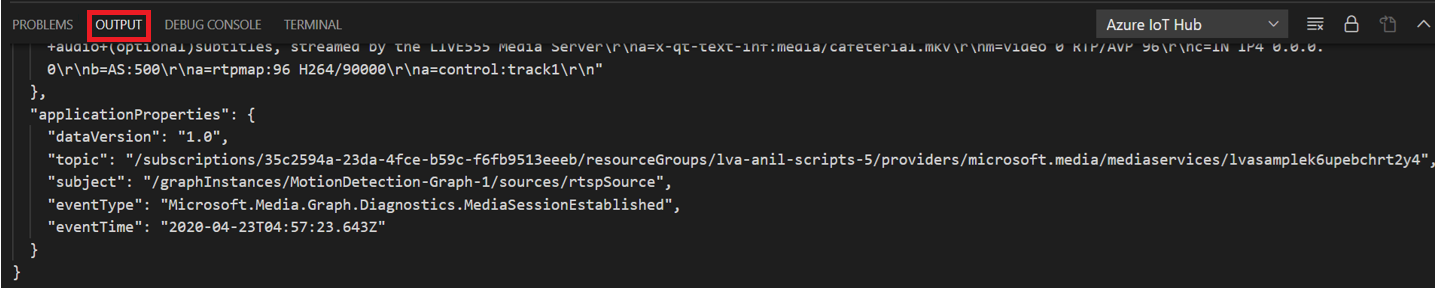 PROBLEMS OUTPUT DEBUG CONSOLE TERMINAL Azure IoT Hub
+audio+(optional)subtitles, streamed by the LIVE555 Media Server\r\na=x-qt-text-inf:media/cafeteria1.mkv\r\nm=video 0 RTP/AVP 96\r\nc=IN IP4 0.0.0.
0\r\nb=AS:500\r\na=rtpmap:96 H264/90000\r\na=control:track1\r\n"
},
"applicationProperties": {
"dataVersion": "1.0",
"topic": "/subscriptions/35c2594a-23da-4fce-b59c-f6fb9513eeeb/resourceGroups/lva-anil-scripts-5/providers/microsoft.media/mediaservices/lvasamplek6upebchrt2y4",
"subject": "/graphInstances/MotionDetection-Graph-1/sources/rtspSource",
"eventType": "Microsoft.Media.Graph.Diagnostics.MediaSessionEstablished",
"eventTime": "2020-04-23T04:57:23.643Z"
}
}